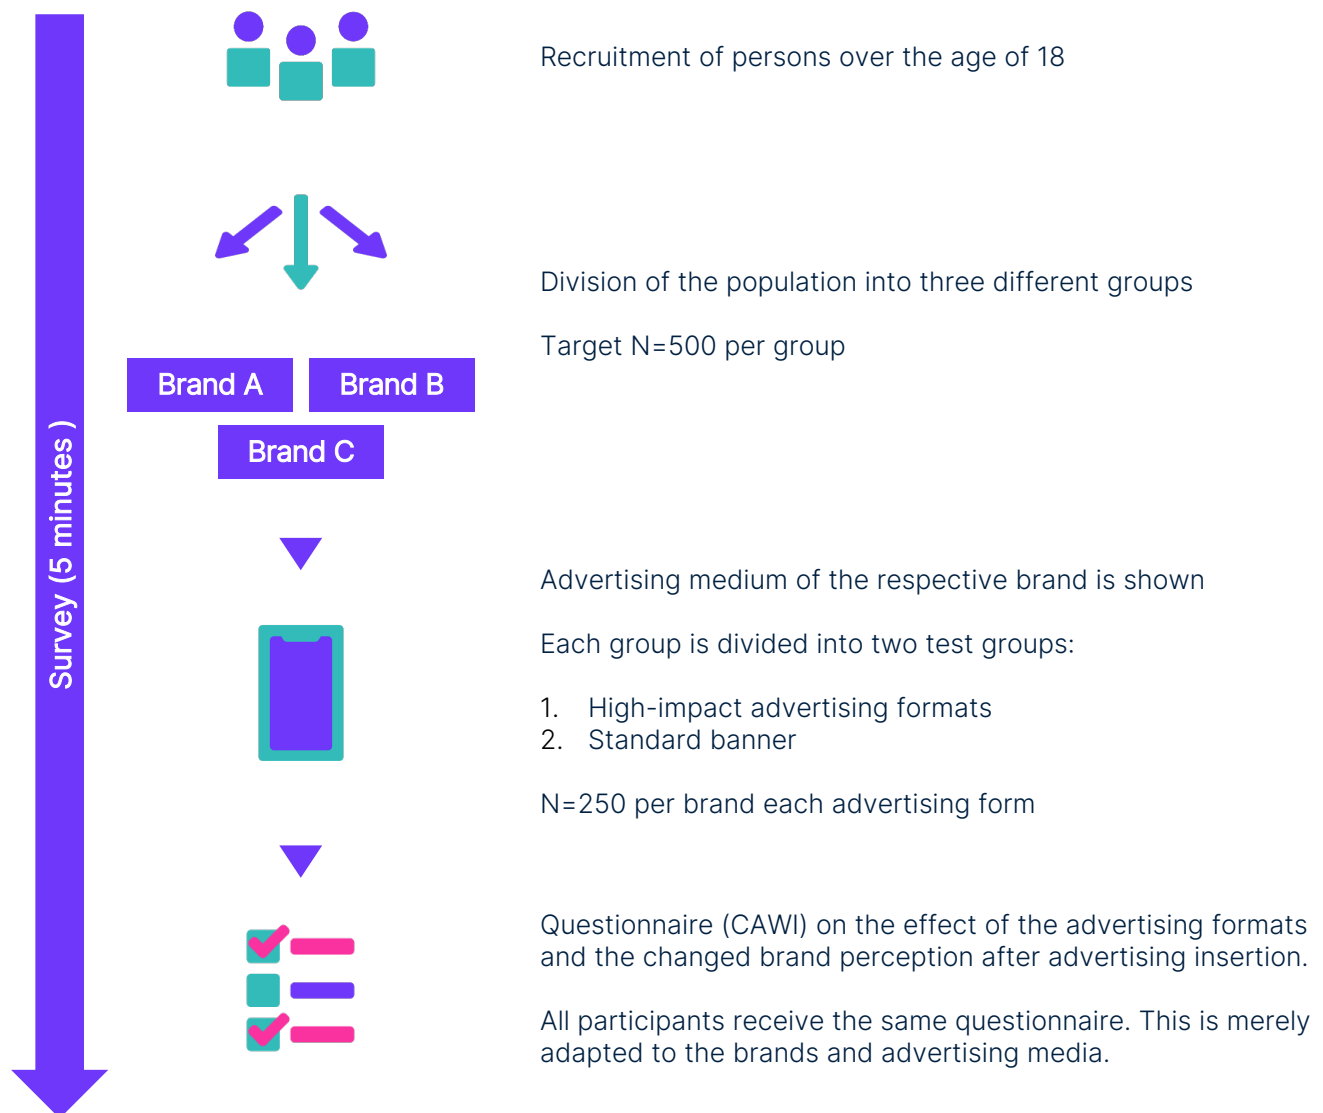 Recruitment of persons over the age of 18
Division of the population into three different groups
Target N=500 per group
Brand A
Brand B
Brand C
Survey (5 minutes )
Advertising medium of the respective brand is shown
Each group is divided into two test groups:
1. High-impact advertising formats
2. Standard banner
N=250 per brand each advertising form
Questionnaire (CAWI) on the effect of the advertising formats
and the changed brand perception after advertising insertion.
All participants receive the same questionnaire. This is merely
adapted to the brands and advertising media.